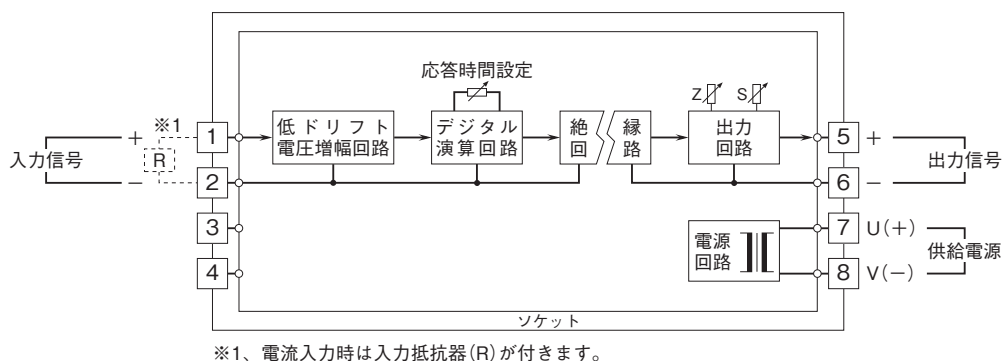 応答時間設定
Z
S
※1
+
入力信号
R
−
1
2
3
4
低ドリフト
電圧増幅回路
デジタル
演算回路
絶
回
縁
路
出力
回路
5
+
出力信号
6
−
電源
回路
7
U(+)
供給電源
8
V(−)
ソケット
※1、電流入力時は入力抵抗器(R)が付きます。